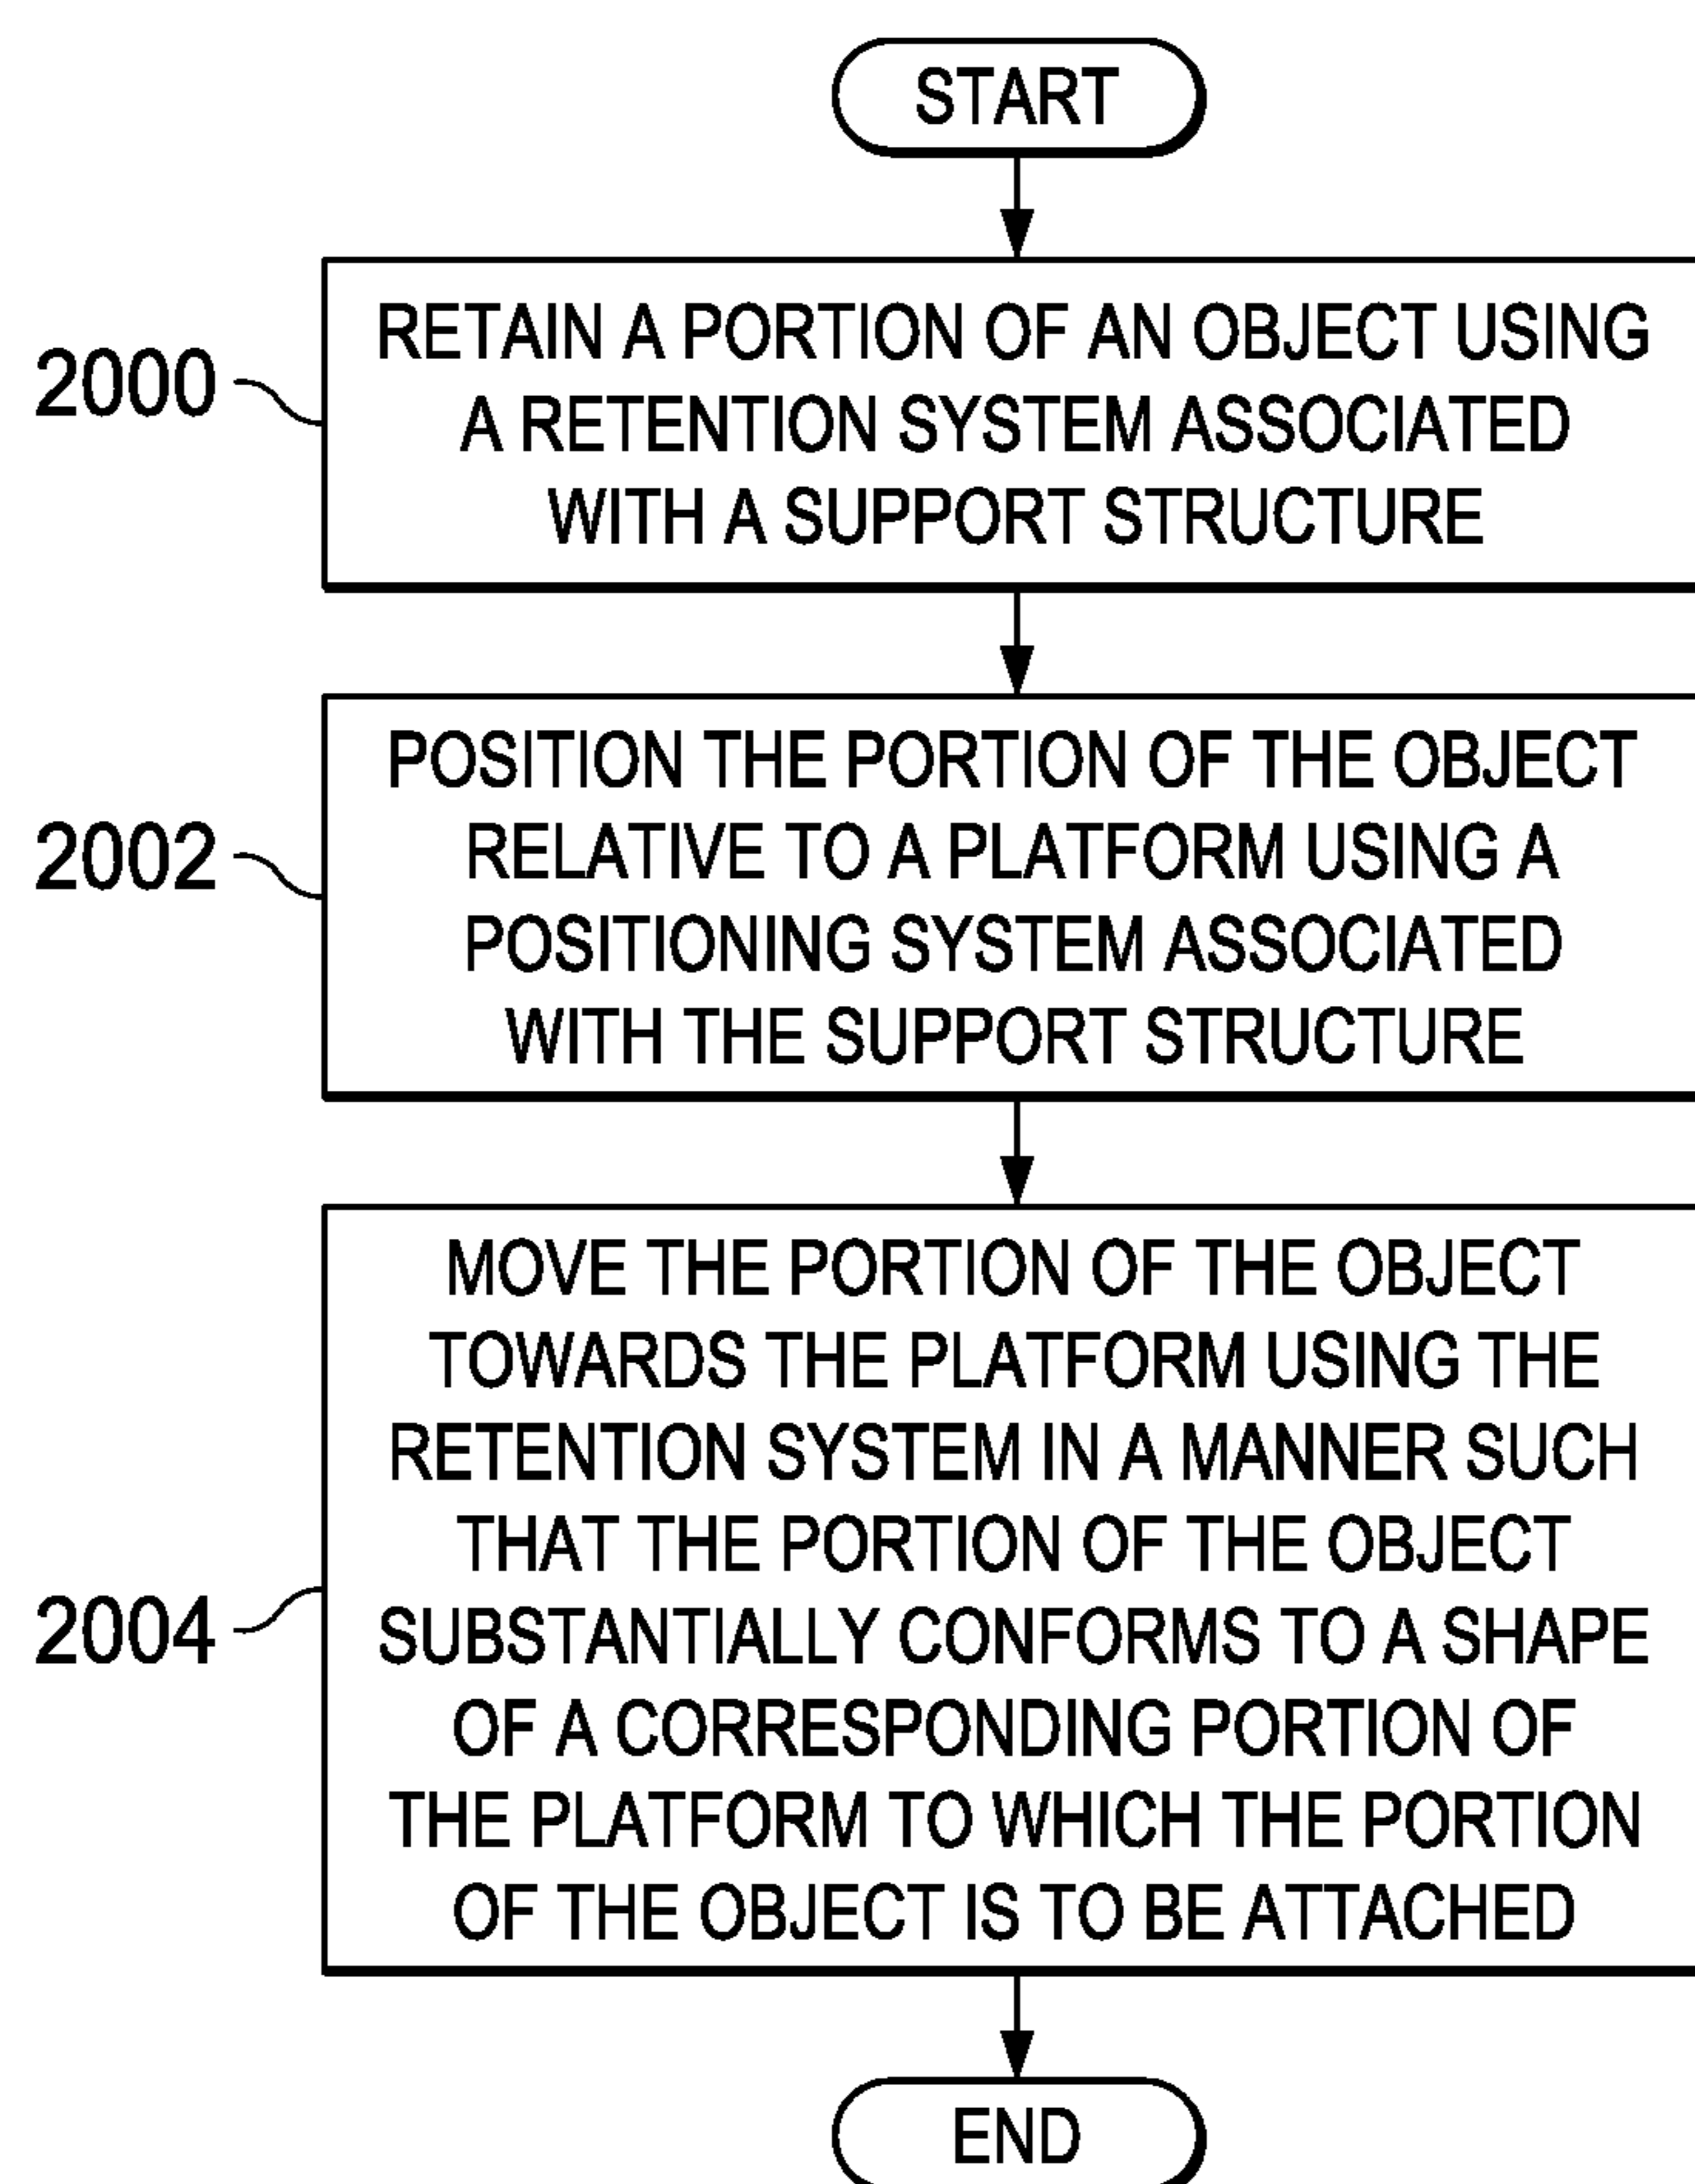 START
2000
RETAIN A PORTION OF AN OBJECT USING
A RETENTION SYSTEM ASSOCIATED
WITH A SUPPORT STRUCTURE
2002
POSITION THE PORTION OF THE OBJECT
RELATIVE TO A PLATFORM USING A
POSITIONING SYSTEM ASSOCIATED
WITH THE SUPPORT STRUCTURE
2004
MOVE THE PORTION OF THE OBJECT
TOWARDS THE PLATFORM USING THE
RETENTION SYSTEM IN A MANNER SUCH
THAT THE PORTION OF THE OBJECT
SUBSTANTIALLY CONFORMS TO A SHAPE
OF A CORRESPONDING PORTION OF
THE PLATFORM TO WHICH THE PORTION
OF THE OBJECT IS TO BE ATTACHED
END